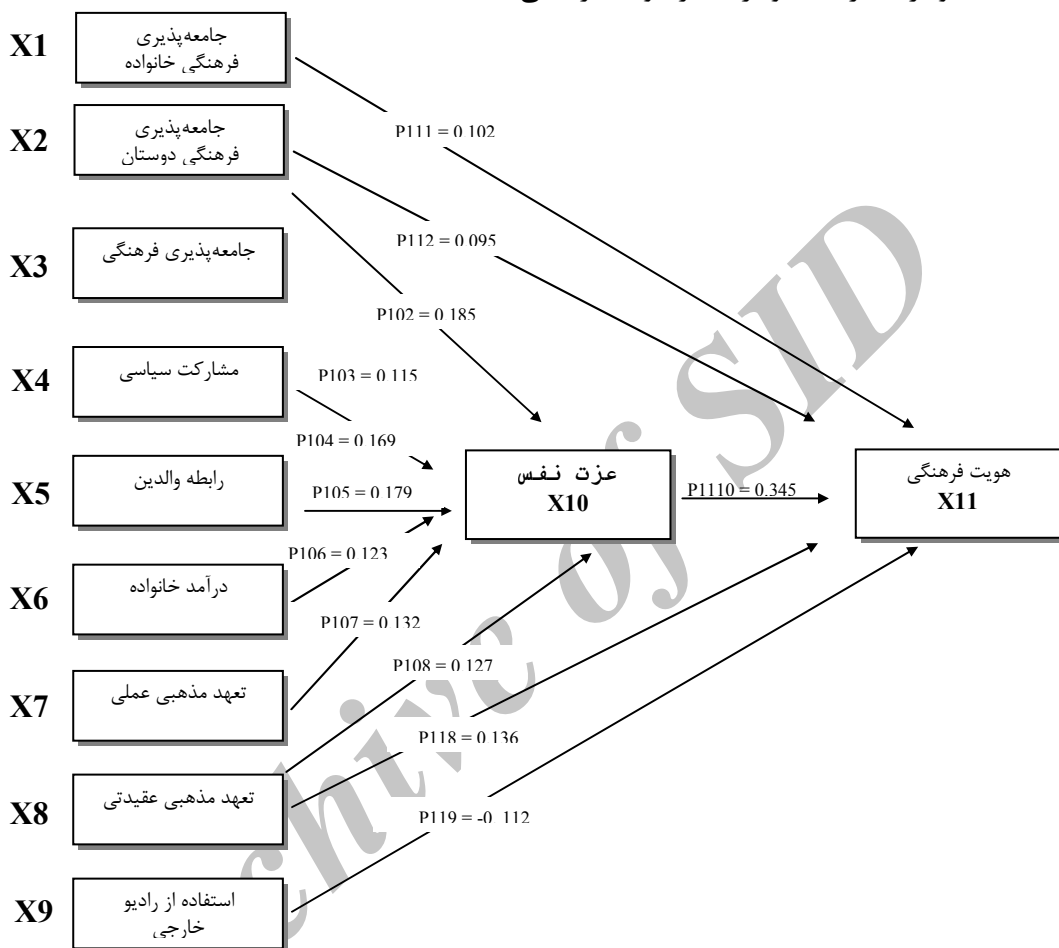 X1
جامعه‌پذیری
فرهنگی خانواده
P111 = 0.102
X2
جامعه‌پذیری
فرهنگی دوستان
P112 = 0.095
X3
جامعه‌پذیری فرهنگی
P102 = 0.185
X4
مشارکت سیاسی
P103 = 0.115
P104 = 0.169
X5
رابطه والدین
P105 = 0.179
عزت نفس
X10
P1110 = 0.345
هویت فرهنگی
X11
X6
درآمد خانواده
P106 = 0.123
P107 = 0.132
X7
تعهد مذهبی عملی
P108 = 0.127
P118 = 0.136
X8
تعهد مذهبی عقیدتی
P119 = -0. 112
X9
استفاده از رادیو
خارجی
chive of SID